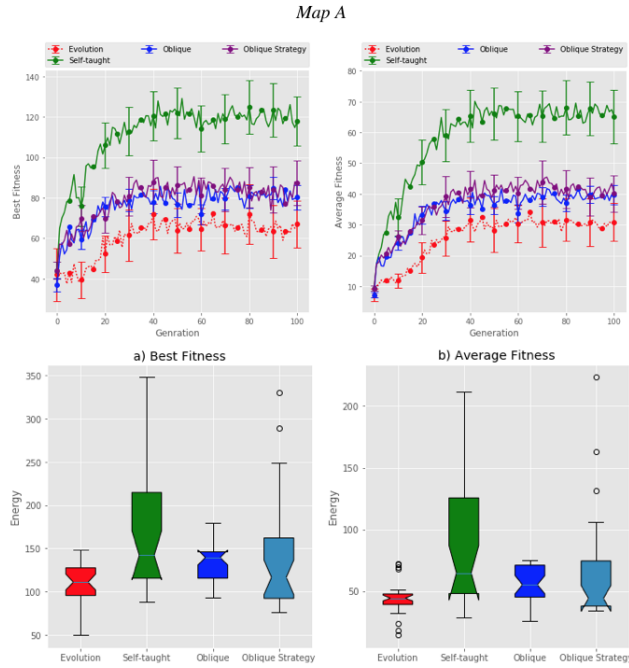 Map A
Evolution Oblique Oblique Strategy
Self-taught
Evolution Oblique Oblique Strategy
Self-taught
Best Fitness
140
120
100
80
60
40
0 20 40 60 80 100
Genration
Average Fitness
80
70
60
50
40
30
20
10
0 20 40 60 80 100
Generation
a) Best Fitness
Energy
350
300
250
200
150
100
50
Evolution Self-taught Oblique Oblique Strategy
b) Average Fitness
Energy
200
150
100
50
Evolution Self-taught Oblique Oblique Strategy